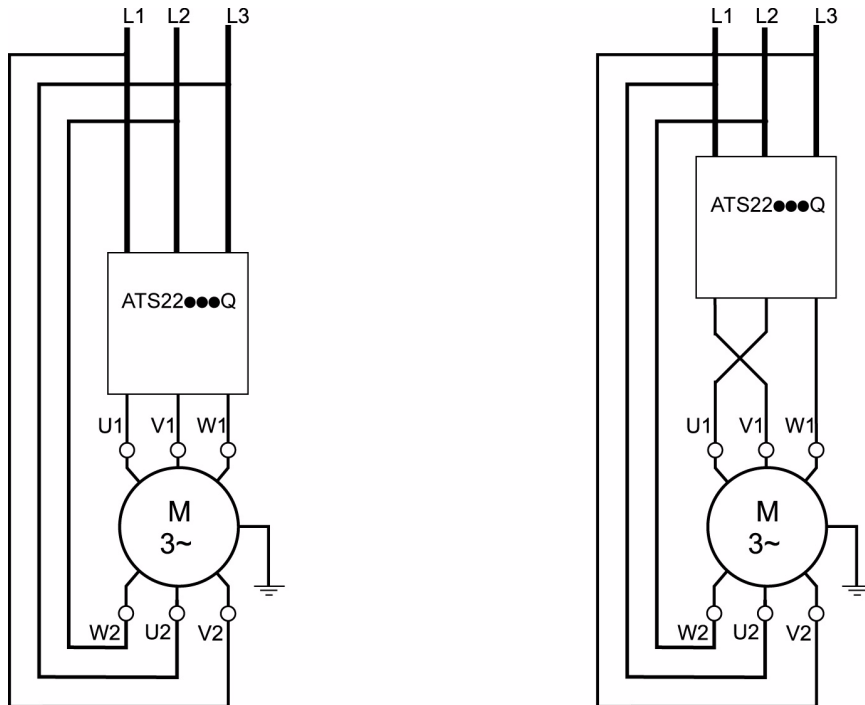 L1 L2 L3
ATS22●●●Q
U1 V1 W1
M
3~
W2 U2 V2
L1 L2 L3
ATS22●●●Q
U1 V1 W1
M
3~
W2 U2 V2